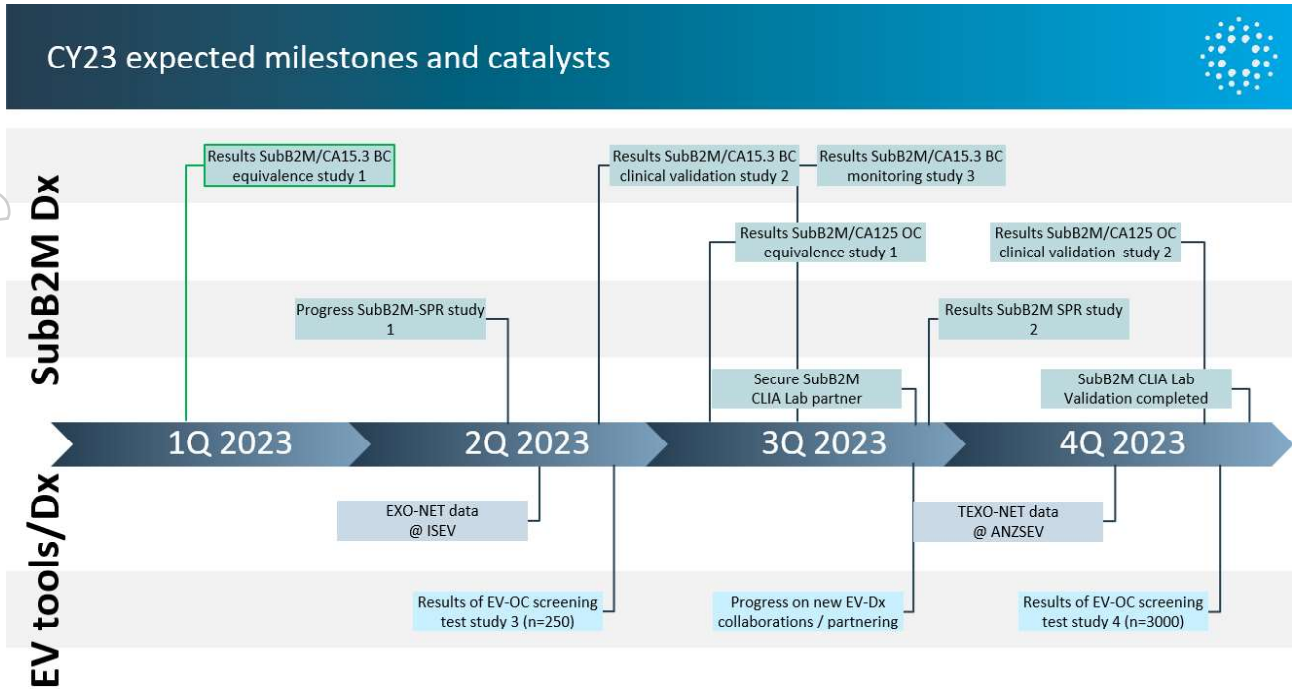 CY23 expected milestones and catalysts
SubB2M Dx
Results SubB2M/CA15.3 BC
equivalence study 1
Results SubB2M/CA15.3 BC
clinical validation study 2
Results SubB2M/CA15.3 BC
monitoring study 3
Results SubB2M/CA125 OC
equivalence study 1
Results SubB2M/CA125 OC
clinical validation study 2
Progress SubB2M-SPR study
1
Results SubB2M SPR study
2
Secure SubB2M
CLIA Lab partner
SubB2M CLIA Lab
Validation completed
1Q 2023
2Q 2023
3Q 2023
4Q 2023
EV tools/Dx
EXO-NET data
@ ISEV
TEXO-NET data
@ ANZSEV
Results of EV-OC screening
test study 3 (n=250)
Progress on new EV-Dx
collaborations / partnering
Results of EV-OC screening
test study 4 (n=3000)